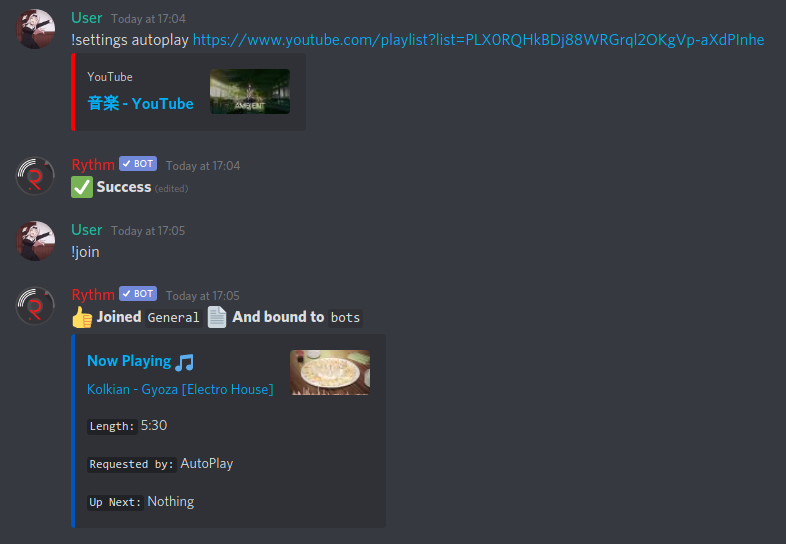 User Today at 17:04
!settings autoplay https://www.youtube.com/playlist?list=PLX0RQHkBDj88WRGrql2OKgVp-aXdPInhe
YouTube
音楽 - YouTube
AMBIENT
Rythm BOT Today at 17:04
Success (edited)
User Today at 17:05
!join
Rythm BOT Today at 17:05
Joined General And bound to bots
Now Playing
Kolkian - Gyoza [Electro House]
Length: 5:30
Requested by: AutoPlay
Up Next: Nothing